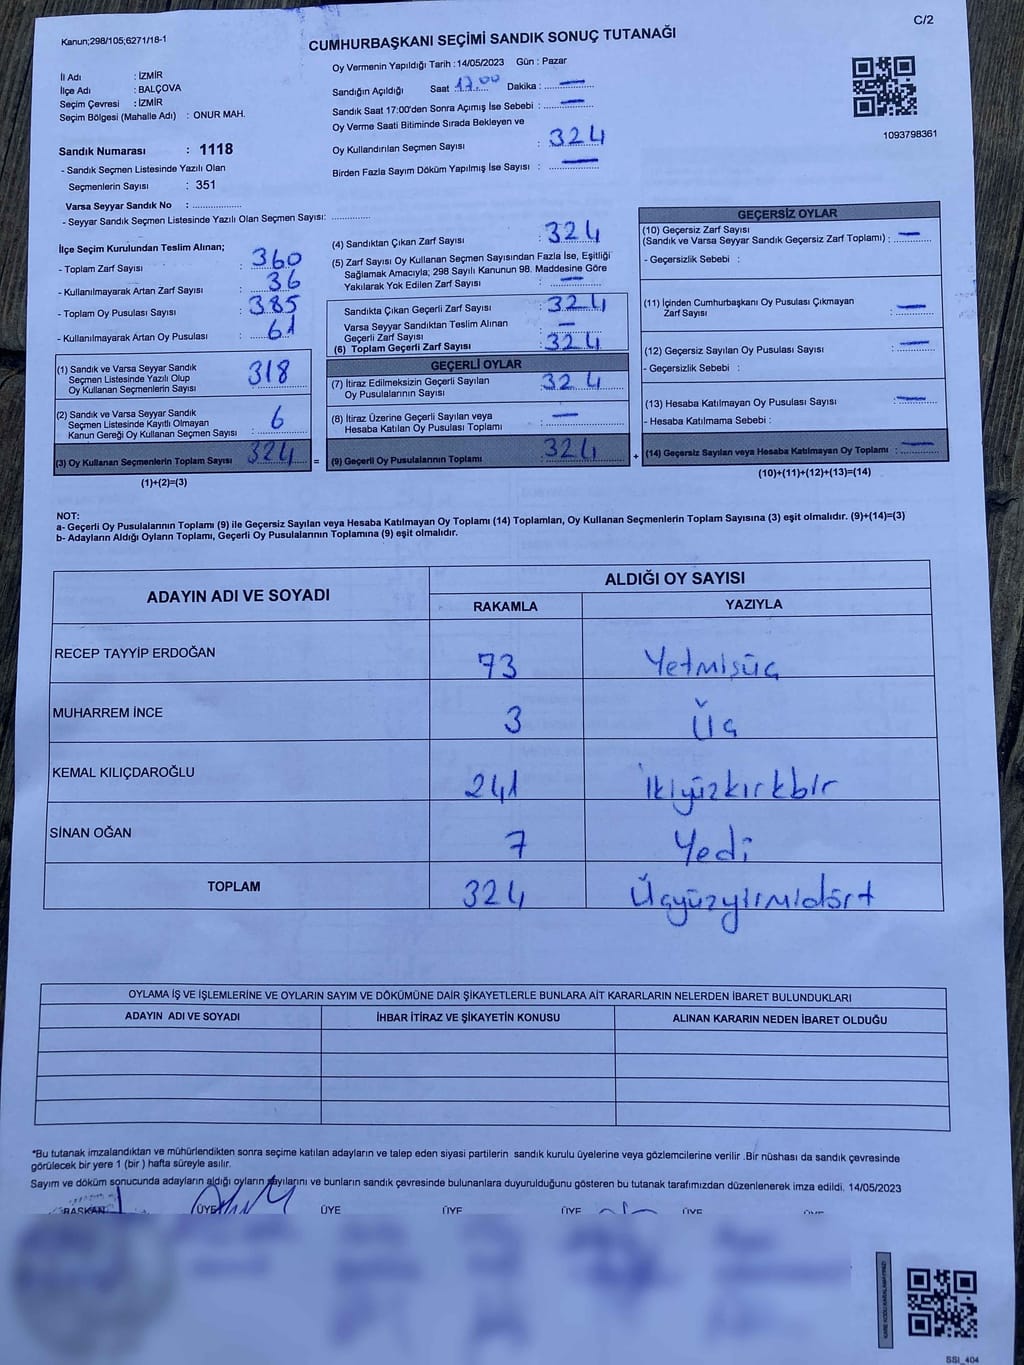 Kanun;298/105;6271/18-1
C/2
CUMHURBAŞKANI SEÇİMİ SANDIK SONUÇ TUTANAĞI
İl Adı : İZMİR
İlçe Adı : BALÇOVA
Seçim Çevresi : İZMİR
Seçim Bölgesi (Mahalle Adı) : ONUR MAH.
Sandık Numarası : 1118
- Sandık Seçmen Listesinde Yazılı Olan
Seçmenlerin Sayısı : 351
Varsa Seyyar Sandık No : ..................
- Seyyar Sandık Seçmen Listesinde Yazılı Olan Seçmen Sayısı: ..............
Oy Vermenin Yapıldığı Tarih :14/05/2023 Gün : Pazar
Sandığın Açıldığı Saat 17.00 Dakika : —
Sandık Saat 17:00'den Sonra Açımış İse Sebebi : —
Oy Verme Saati Bitiminde Sırada Bekleyen ve
Oy Kullandırılan Seçmen Sayısı : 324
Birden Fazla Sayım Döküm Yapılmış İse Sayısı : —
1093798361
İlçe Seçim Kurulundan Teslim Alınan;
- Toplam Zarf Sayısı : 360
- Kullanılmayarak Artan Zarf Sayısı : 36
- Toplam Oy Pusulası Sayısı : 385
- Kullanılmayarak Artan Oy Pusulası : 61
(1) Sandık ve Varsa Seyyar Sandık
Seçmen Listesinde Yazılı Olup
Oy Kullanan Seçmenlerin Sayısı 318
(2) Sandık ve Varsa Seyyar Sandık
Seçmen Listesinde Kayıtlı Olmayan
Kanun Gereği Oy Kullanan Seçmen Sayısı : 6
(3) Oy Kullanan Seçmenlerin Toplam Sayısı 324
(1)+(2)=(3)
(4) Sandıktan Çıkan Zarf Sayısı : 324
(5) Zarf Sayısı Oy Kullanan Seçmen Sayısından Fazla İse, Eşitliği
Sağlamak Amacıyla; 298 Sayılı Kanunun 98. Maddesine Göre
Yakılarak Yok Edilen Zarf Sayısı : —
Sandıkta Çıkan Geçerli Zarf Sayısı : 324
Varsa Seyyar Sandıktan Teslim Alınan
Geçerli Zarf Sayısı : —
(6) Toplam Geçerli Zarf Sayısı : 324
GEÇERLİ OYLAR
(7) İtiraz Edilmeksizin Geçerli Sayılan
Oy Pusulalarının Sayısı : 324
(8) İtiraz Üzerine Geçerli Sayılan veya
Hesaba Katılan Oy Pusulası Toplamı : —
= (9) Geçerli Oy Pusulalarının Toplamı : 324
GEÇERSİZ OYLAR
(10) Geçersiz Zarf Sayısı
(Sandık ve Varsa Seyyar Sandık Geçersiz Zarf Toplamı) : —
- Geçersizlik Sebebi :
(11) İçinden Cumhurbaşkanı Oy Pusulası Çıkmayan
Zarf Sayısı : —
(12) Geçersiz Sayılan Oy Pusulası Sayısı : —
- Geçersizlik Sebebi :
(13) Hesaba Katılmayan Oy Pusulası Sayısı : —
- Hesaba Katılmama Sebebi :
+ (14) Geçersiz Sayılan veya Hesaba Katılmayan Oy Toplamı : —
(10)+(11)+(12)+(13)=(14)
NOT:
a- Geçerli Oy Pusulalarının Toplamı (9) ile Geçersiz Sayılan veya Hesaba Katılmayan Oy Toplamı (14) Toplamları, Oy Kullanan Seçmenlerin Toplam Sayısına (3) eşit olmalıdır. (9)+(14)=(3)
b- Adayların Aldığı Oyların Toplamı, Geçerli Oy Pusulalarının Toplamına (9) eşit olmalıdır.
ADAYIN ADI VE SOYADI ALDIĞI OY SAYISI
RAKAMLA YAZIYLA
RECEP TAYYİP ERDOĞAN 73 Yetmişüç
MUHARREM İNCE 3 Üç
KEMAL KILIÇDAROĞLU 241 İkiyüzkırkbir
SİNAN OĞAN 7 Yedi
TOPLAM 324 Üçyüzyirmidört
OYLAMA İŞ VE İŞLEMLERİNE VE OYLARIN SAYIM VE DÖKÜMÜNE DAİR ŞİKAYETLERLE BUNLARA AİT KARARLARIN NELERDEN İBARET BULUNDUKLARI
ADAYIN ADI VE SOYADI İHBAR İTİRAZ VE ŞİKAYETİN KONUSU ALINAN KARARIN NEDEN İBARET OLDUĞU
*Bu tutanak imzalandıktan ve mühürlendikten sonra seçime katılan adayların ve talep eden siyasi partilerin sandık kurulu üyelerine veya gözlemcilerine verilir .Bir nüshası da sandık çevresinde
görülecek bir yere 1 (bir ) hafta süreyle asılır.
Sayım ve döküm sonucunda adayların aldığı oyların sayılarını ve bunların sandık çevresinde bulunanlara duyurulduğunu gösteren bu tutanak tarafımızdan düzenlenerek imza edildi. 14/05/2023
BAŞKAN ÜYE ÜYE ÜYE ÜYE ÜYE ÜYE
SSI_404